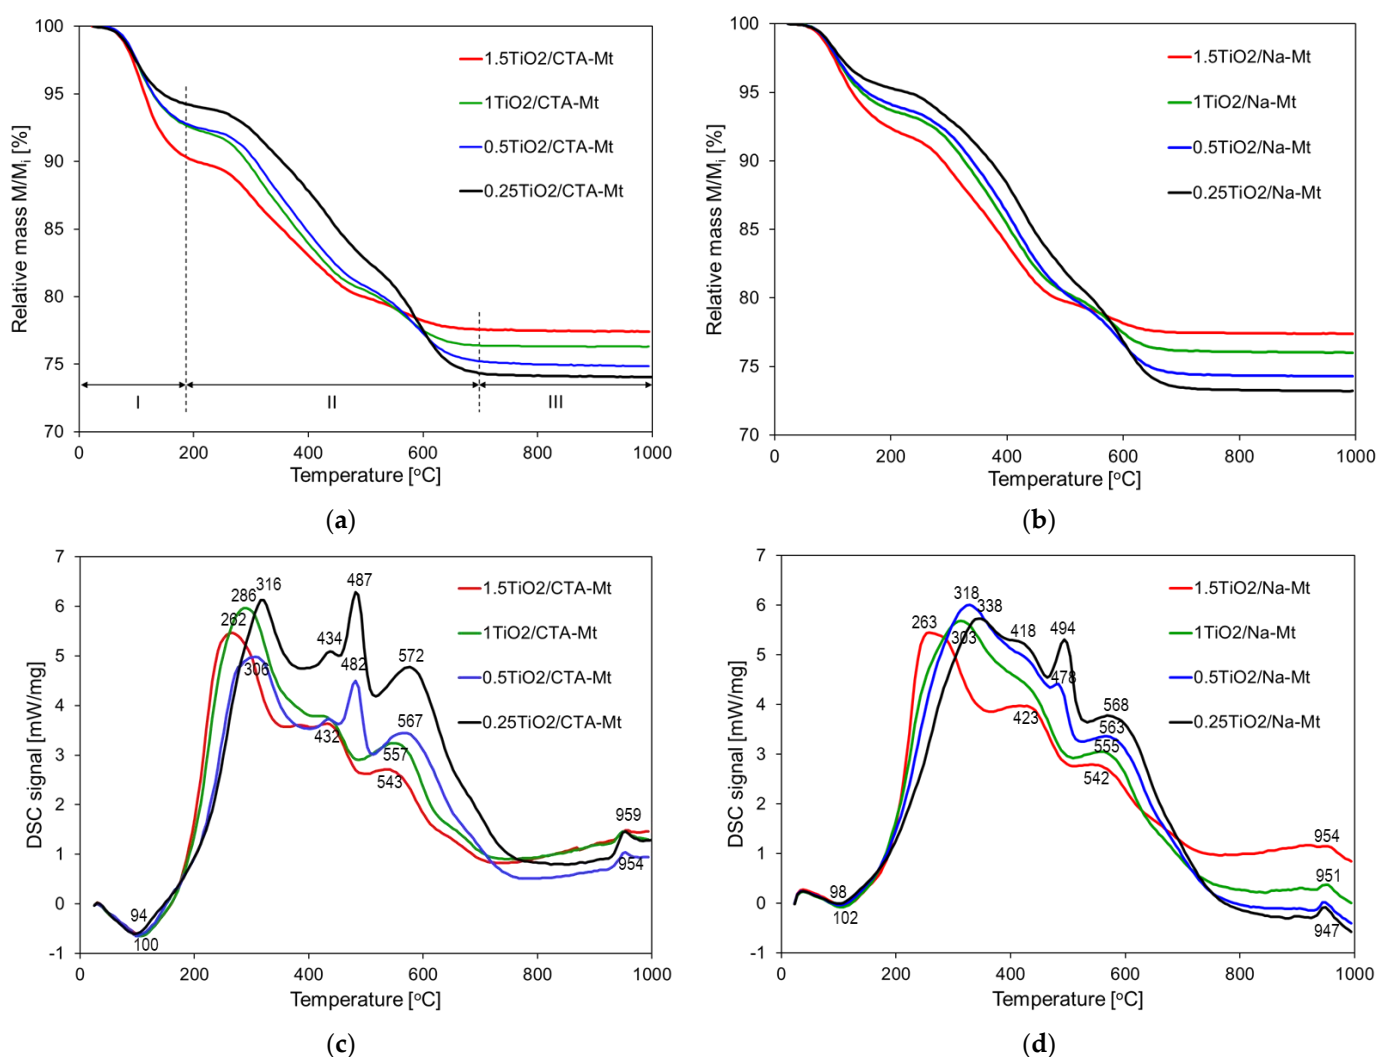 100
95
90
85
80
75
70
Relative mass M/Mi [%]
1.5TiO2/CTA-Mt
1TiO2/CTA-Mt
0.5TiO2/CTA-Mt
0.25TiO2/CTA-Mt
I
II
III
0
200
400
600
800
1000
Temperature [oC]
(a)
100
95
90
85
80
75
70
Relative mass M/Mi [%]
1.5TiO2/Na-Mt
1TiO2/Na-Mt
0.5TiO2/Na-Mt
0.25TiO2/Na-Mt
0
200
400
600
800
1000
Temperature [oC]
(b)
7
6
5
4
3
2
1
0
-1
DSC signal [mW/mg]
1.5TiO2/CTA-Mt
1TiO2/CTA-Mt
0.5TiO2/CTA-Mt
0.25TiO2/CTA-Mt
286
316
262
306
487
434
482
432
572
567
557
543
959
954
94
100
0
200
400
600
800
1000
Temperature [oC]
(c)
7
6
5
4
3
2
1
0
-1
DSC signal [mW/mg]
1.5TiO2/Na-Mt
1TiO2/Na-Mt
0.5TiO2/Na-Mt
0.25TiO2/Na-Mt
318
338
263
303
418
494
478
423
568
563
555
542
954
951
947
98
102
0
200
400
600
800
1000
Temperature [oC]
(d)